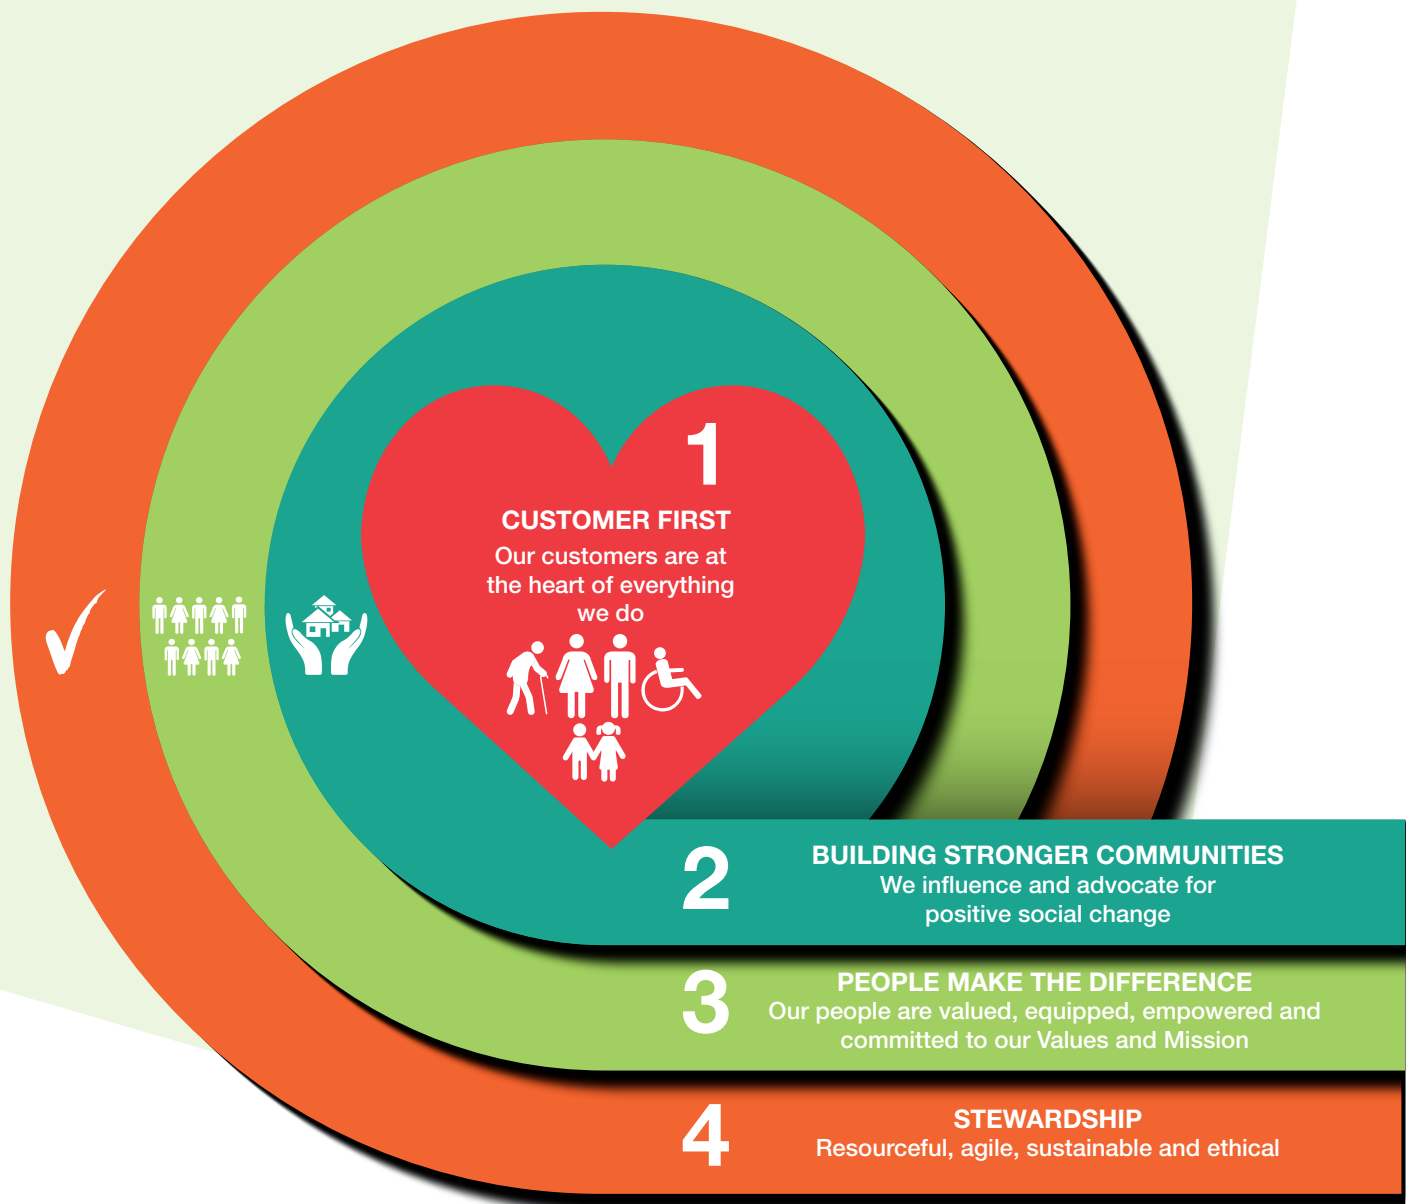 1
CUSTOMER FIRST
Our customers are at
the heart of everything
we do
2
BUILDING STRONGER COMMUNITIES
We influence and advocate for
positive social change
3
PEOPLE MAKE THE DIFFERENCE
Our people are valued, equipped, empowered and
committed to our Values and Mission
4
STEWARDSHIP
Resourceful, agile, sustainable and ethical